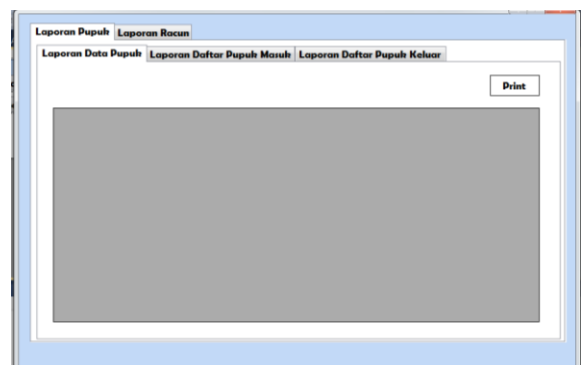 Laporan Pupuk Laporan Racun
Laporan Data Pupuk Laporan Daftar Pupuk Masuk Laporan Daftar Pupuk Keluar
Print